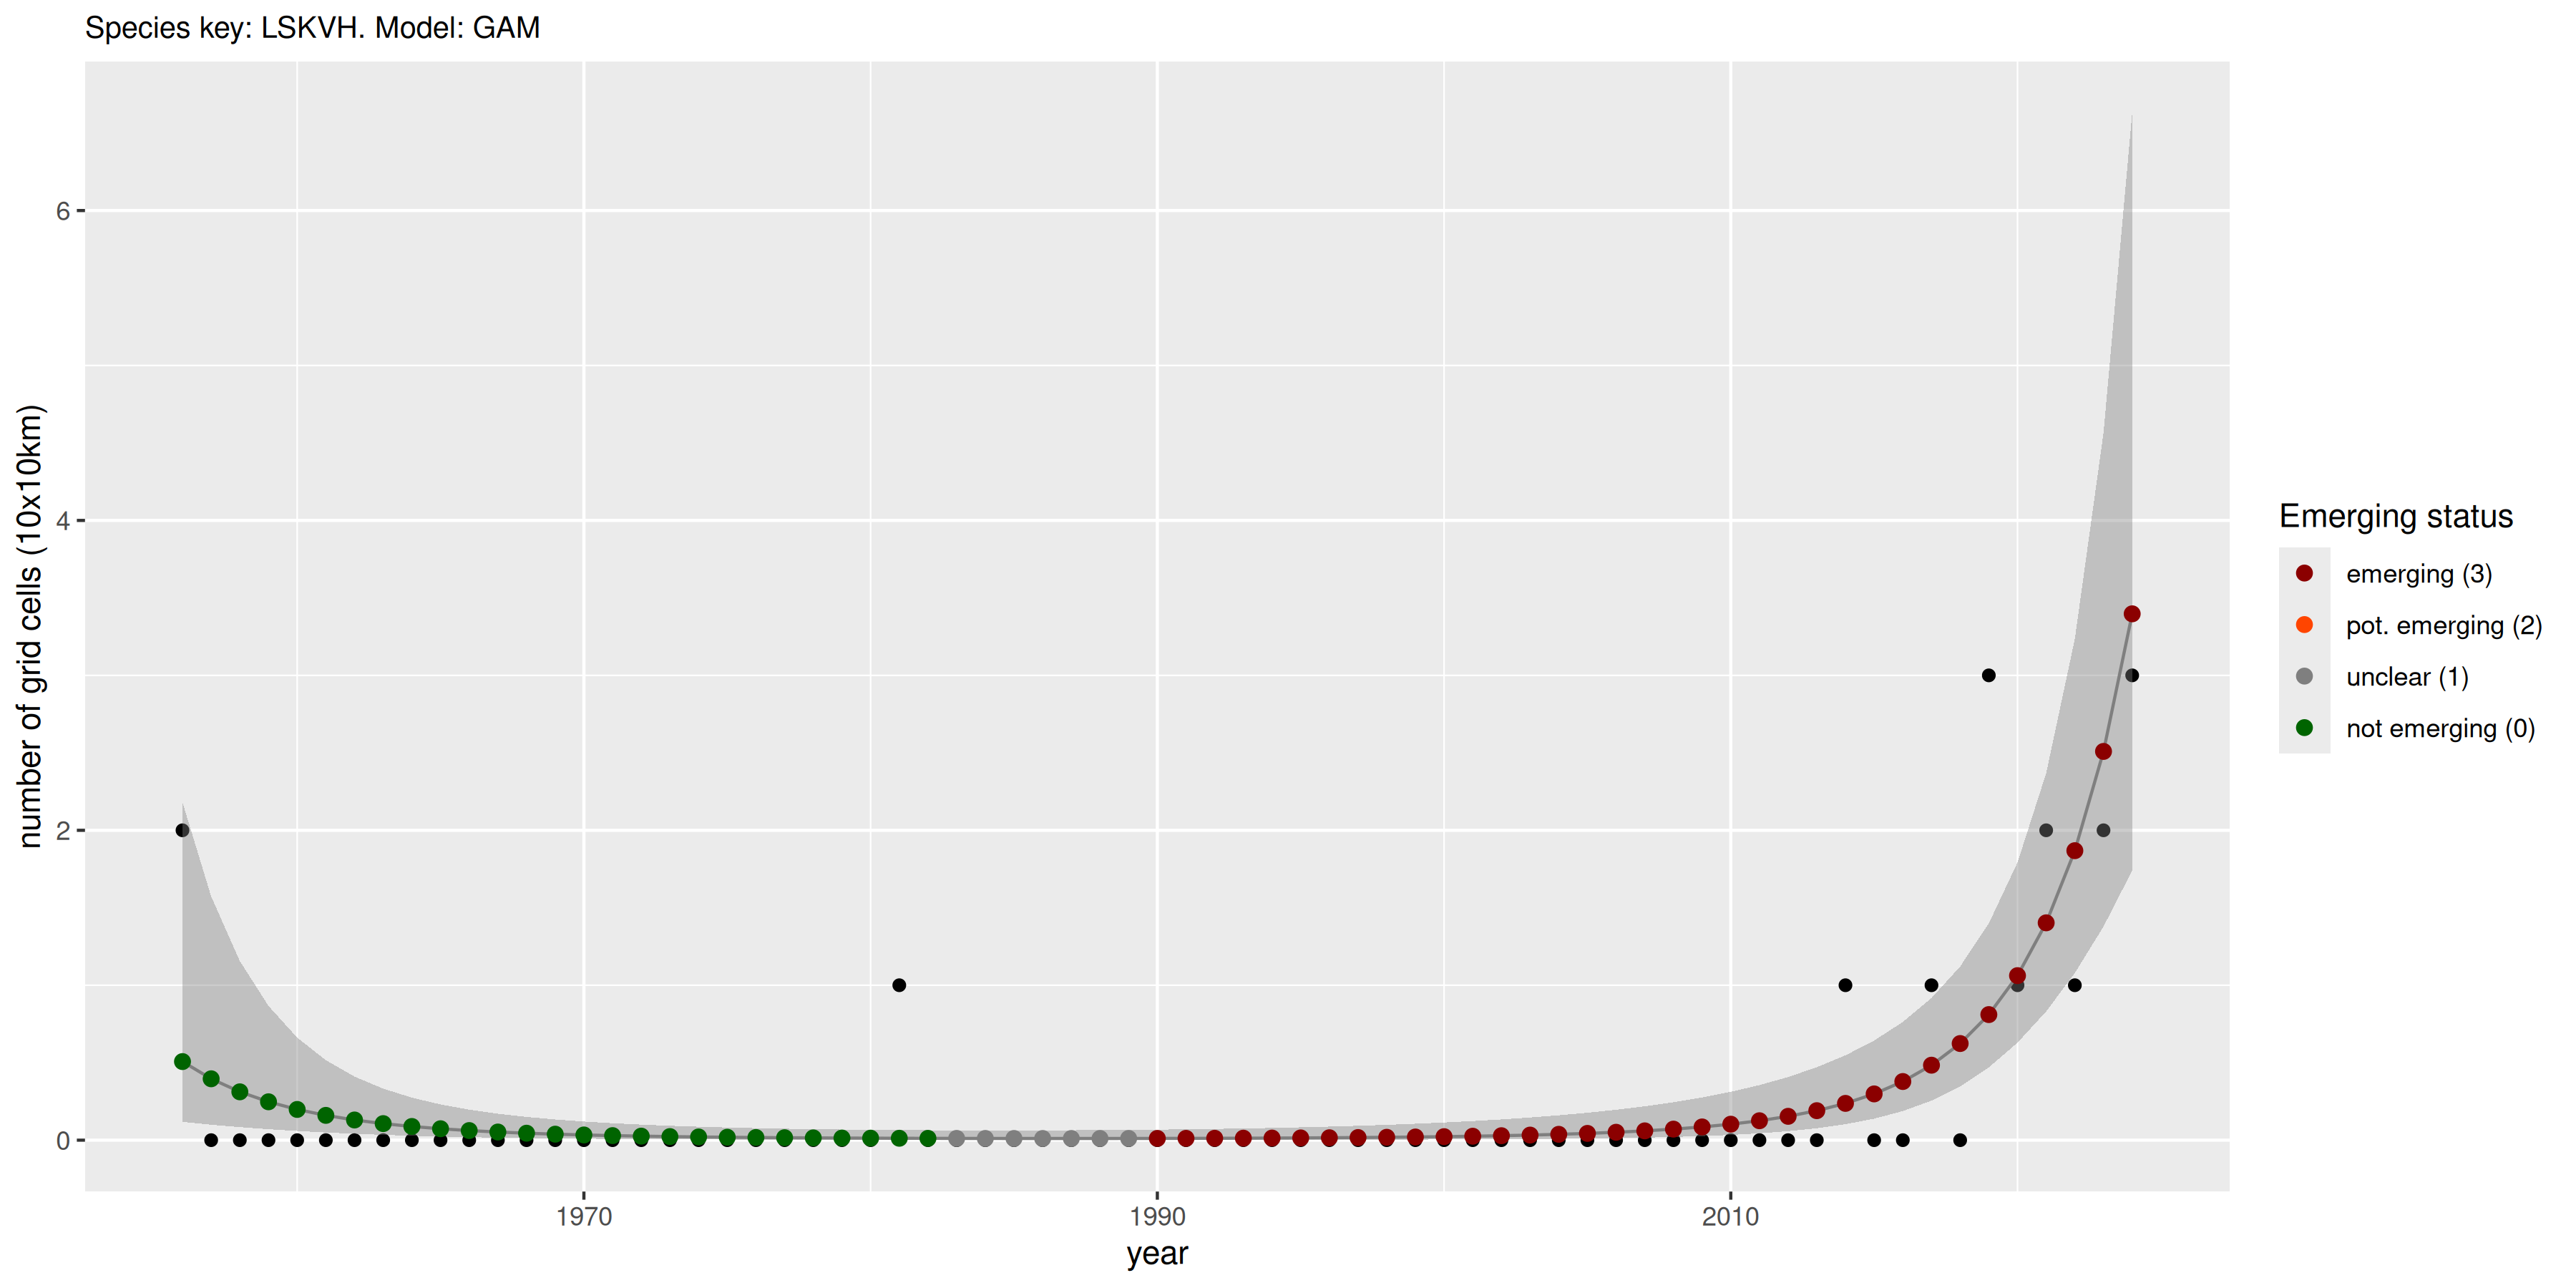 Species key: LSKVH. Model: GAM
6
4
2
0
number of grid cells (10x10km)
1970
1990
2010
year
Emerging status
emerging (3)
pot. emerging (2)
unclear (1)
not emerging (0)